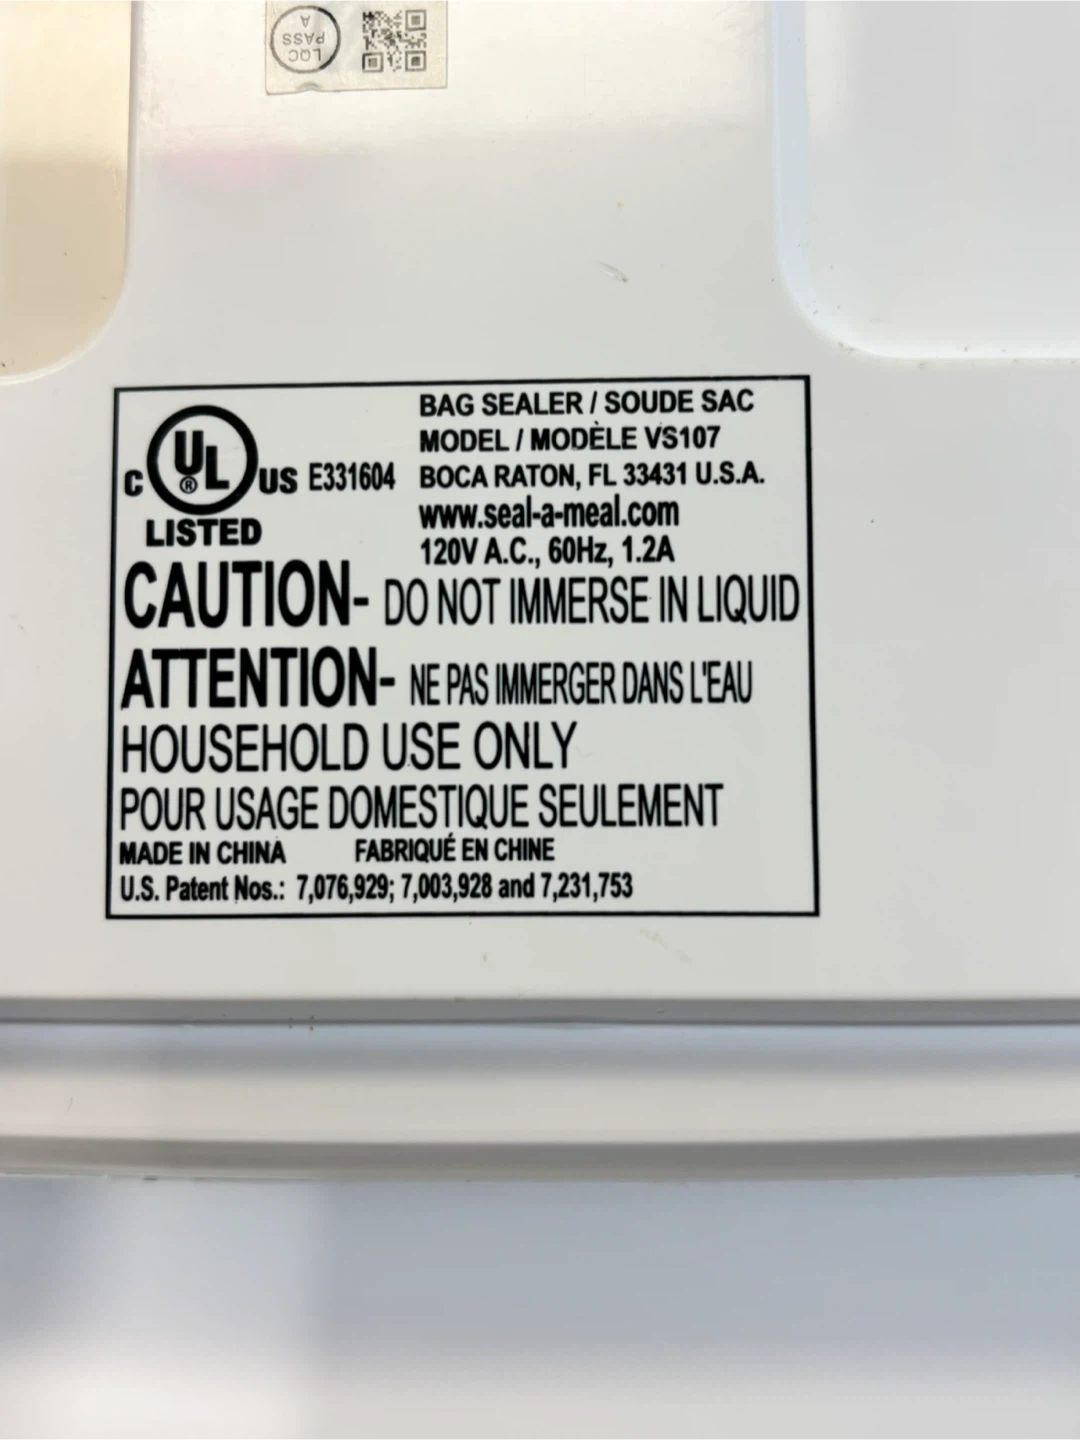 LQC
PASS
A
BAG SEALER / SOUDE SAC
MODEL / MODÈLE VS107
C UL ® US E331604
BOCA RATON, FL 33431 U.S.A.
www.seal-a-meal.com
LISTED
120V A.C., 60Hz, 1.2A
CAUTION- DO NOT IMMERSE IN LIQUID
ATTENTION- NE PAS IMMERGER DANS L'EAU
HOUSEHOLD USE ONLY
POUR USAGE DOMESTIQUE SEULEMENT
MADE IN CHINA FABRIQUÉ EN CHINE
U.S. Patent Nos.: 7,076,929; 7,003,928 and 7,231,753